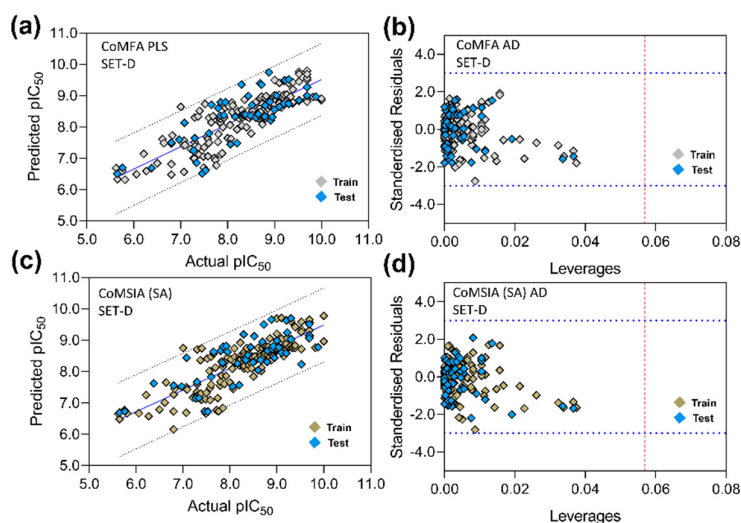 (a)
CoMFA PLS
SET-D
11.0
10.0
9.0
8.0
7.0
6.0
5.0
Predicted pIC50
Train
Test
5.0 6.0 7.0 8.0 9.0 10.0 11.0
Actual pIC50
(b)
CoMFA AD
SET-D
4.0
2.0
0.0
-2.0
-4.0
Standerdised Residuals
Train
Test
0.00 0.02 0.04 0.06 0.08
Leverages
(c)
CoMSIA (SA)
SET-D
11.0
10.0
9.0
8.0
7.0
6.0
5.0
Predicted pIC50
Train
Test
5.0 6.0 7.0 8.0 9.0 10.0 11.0
Actual pIC50
(d)
CoMSIA (SA) AD
SET-D
4.0
2.0
0.0
-2.0
-4.0
Standerdised Residuals
Train
Test
0.00 0.02 0.04 0.06 0.08
Leverages